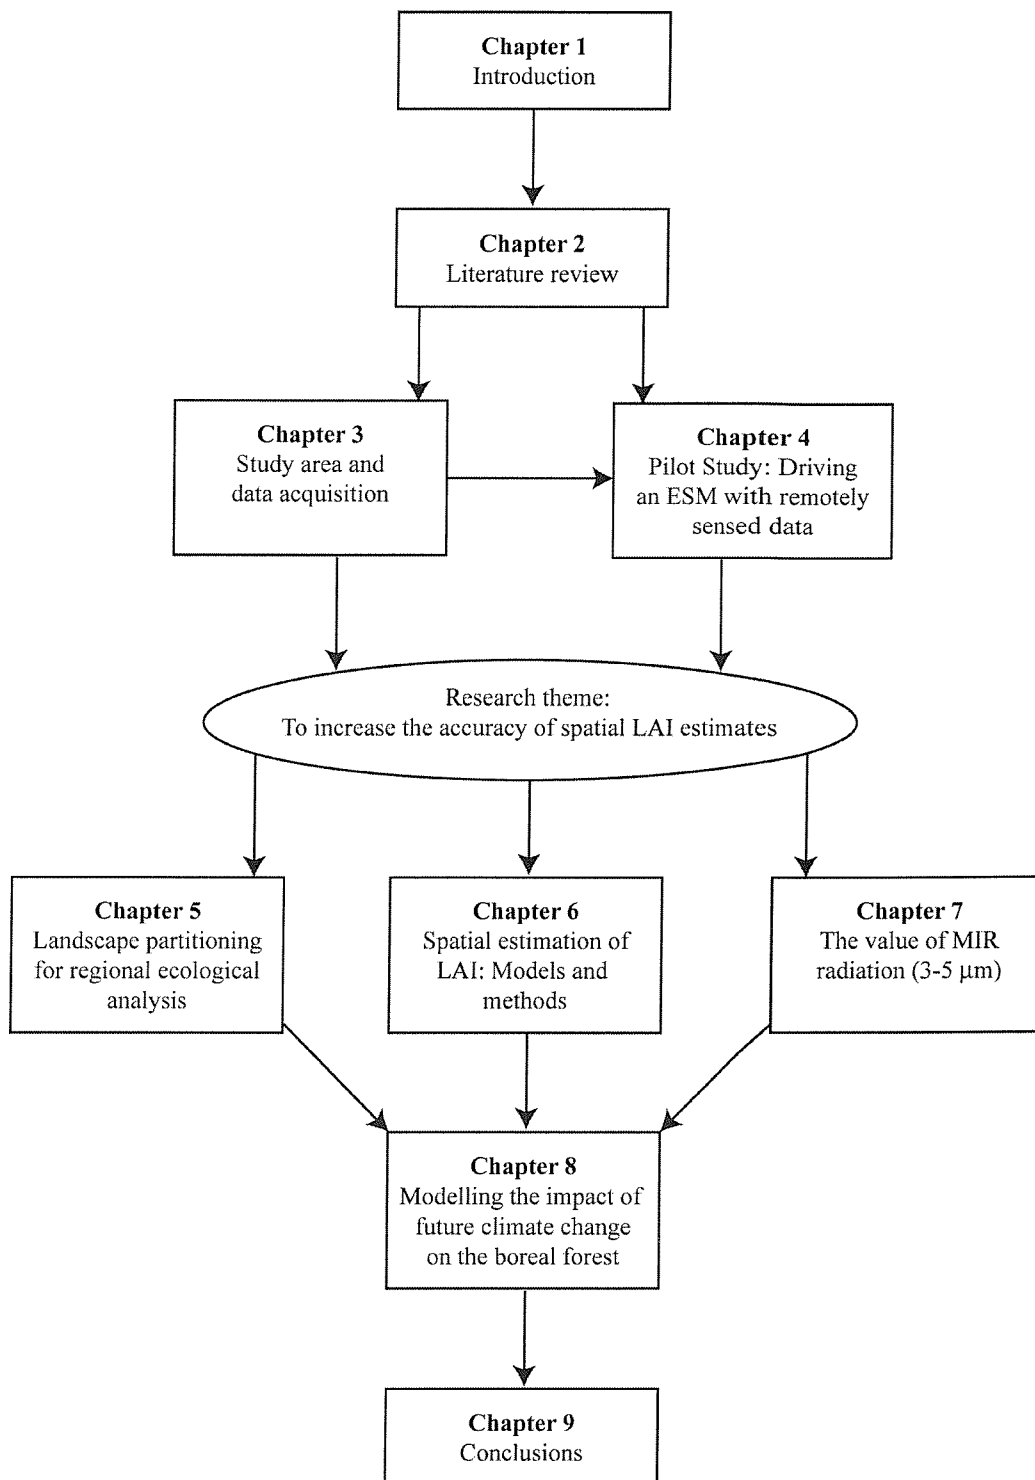 Chapter 1
Introduction
Chapter 2
Literature review
Chapter 3
Study area and
data acquisition
Chapter 4
Pilot Study: Driving
an ESM with remotely
sensed data
Research theme:
To increase the accuracy of spatial LAI estimates
Chapter 5
Landscape partitioning
for regional ecological
analysis
Chapter 6
Spatial estimation of
LAI: Models and
methods
Chapter 7
The value of MIR
radiation (3-5 μm)
Chapter 8
Modelling the impact of
future climate change
on the boreal forest
Chapter 9
Conclusions